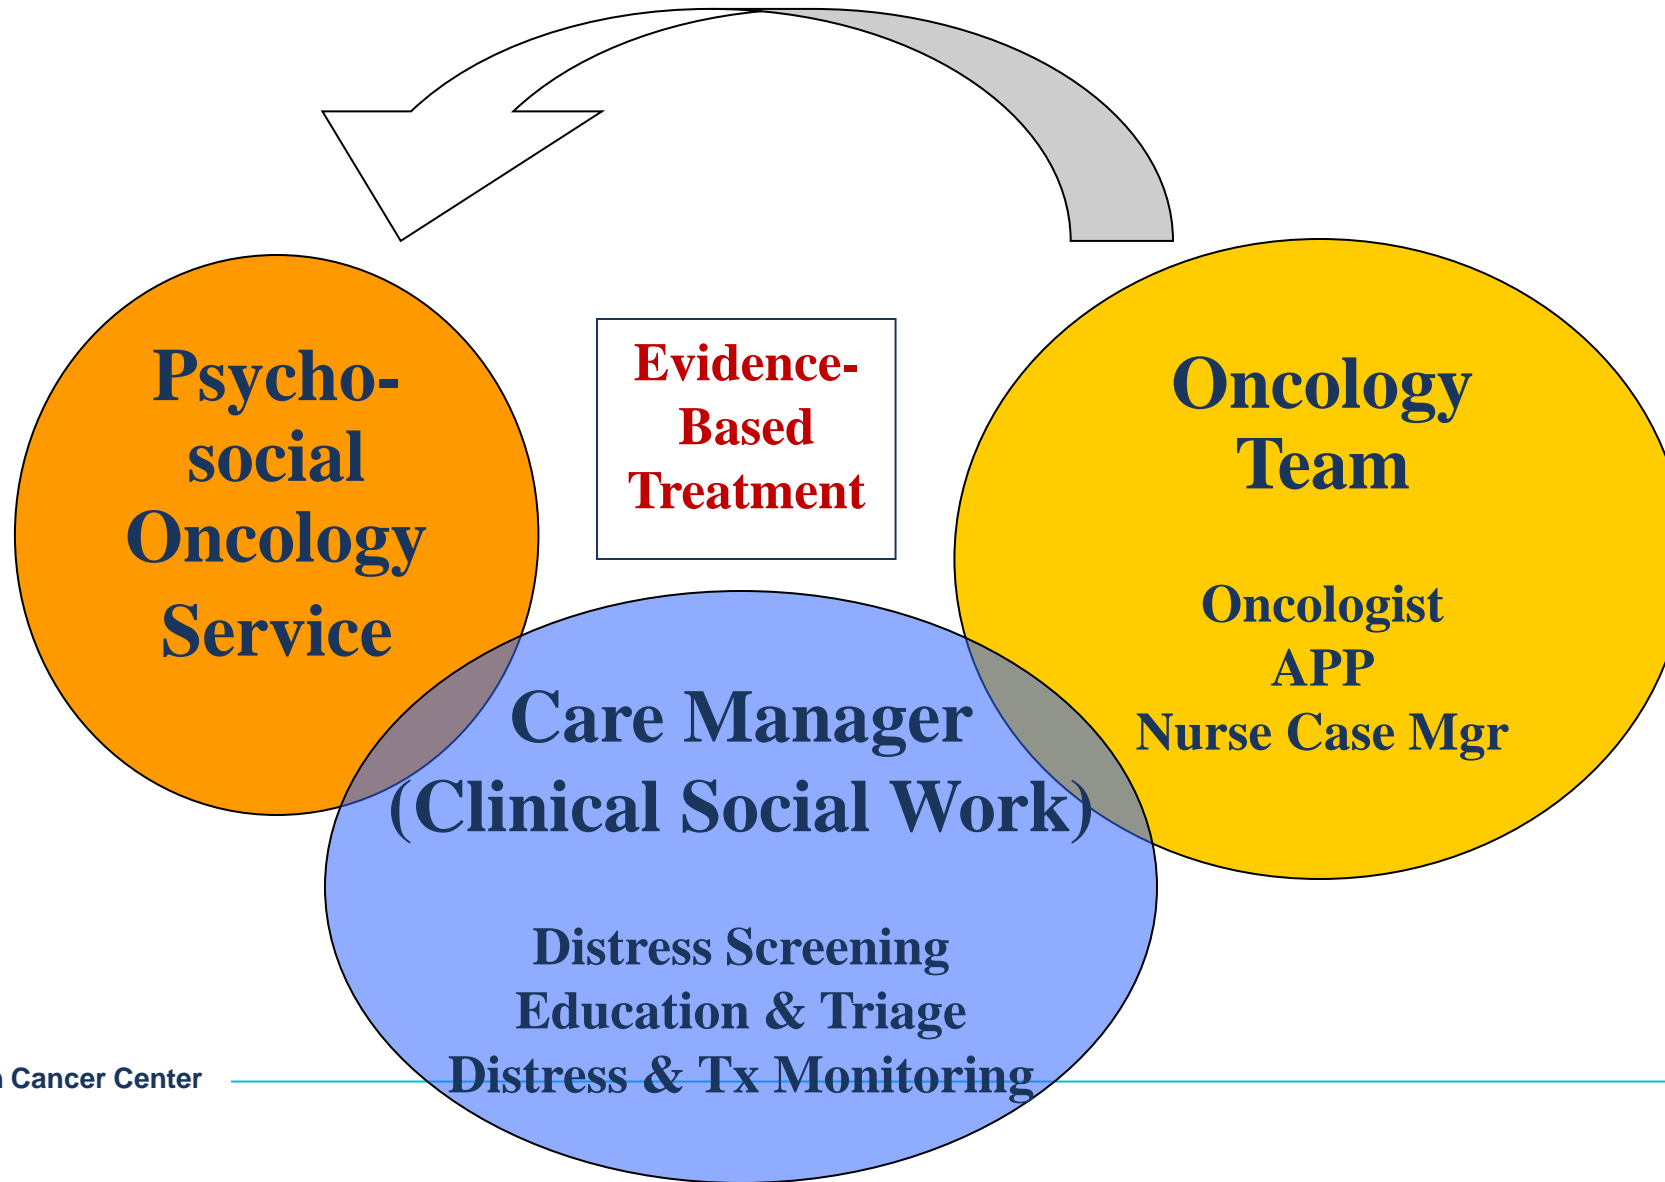 Psycho-
social
Oncology
Service
Evidence-
Based
Treatment
Oncology
Team
Oncologist
APP
Nurse Case Mgr
Care Manager
(Clinical Social Work)
Distress Screening
Education & Triage
Distress & Tx Monitoring
Cancer Center